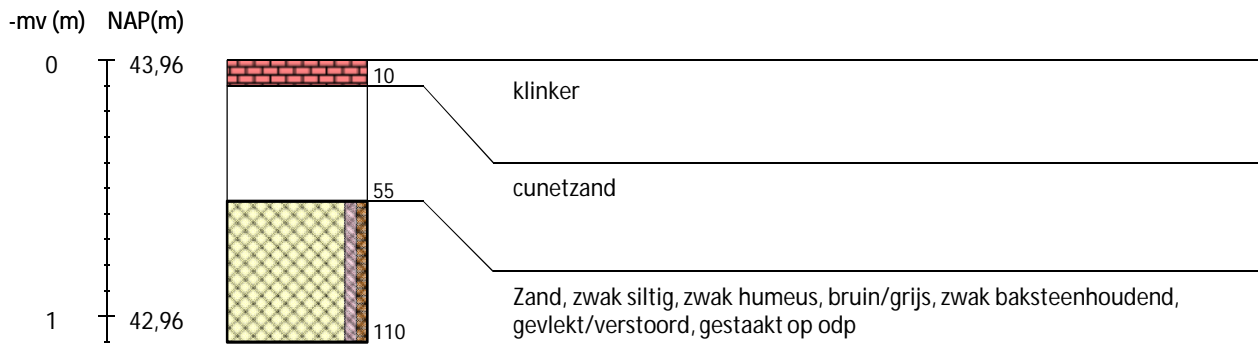 -mv (m) NAP(m)
0 43,96
10
klinker
55
cunetzand
Zand, zwak siltig, zwak humeus, bruin/grijs, zwak baksteenhoudend,
gevlekt/verstoord, gestaakt op odp
1 42,96
110